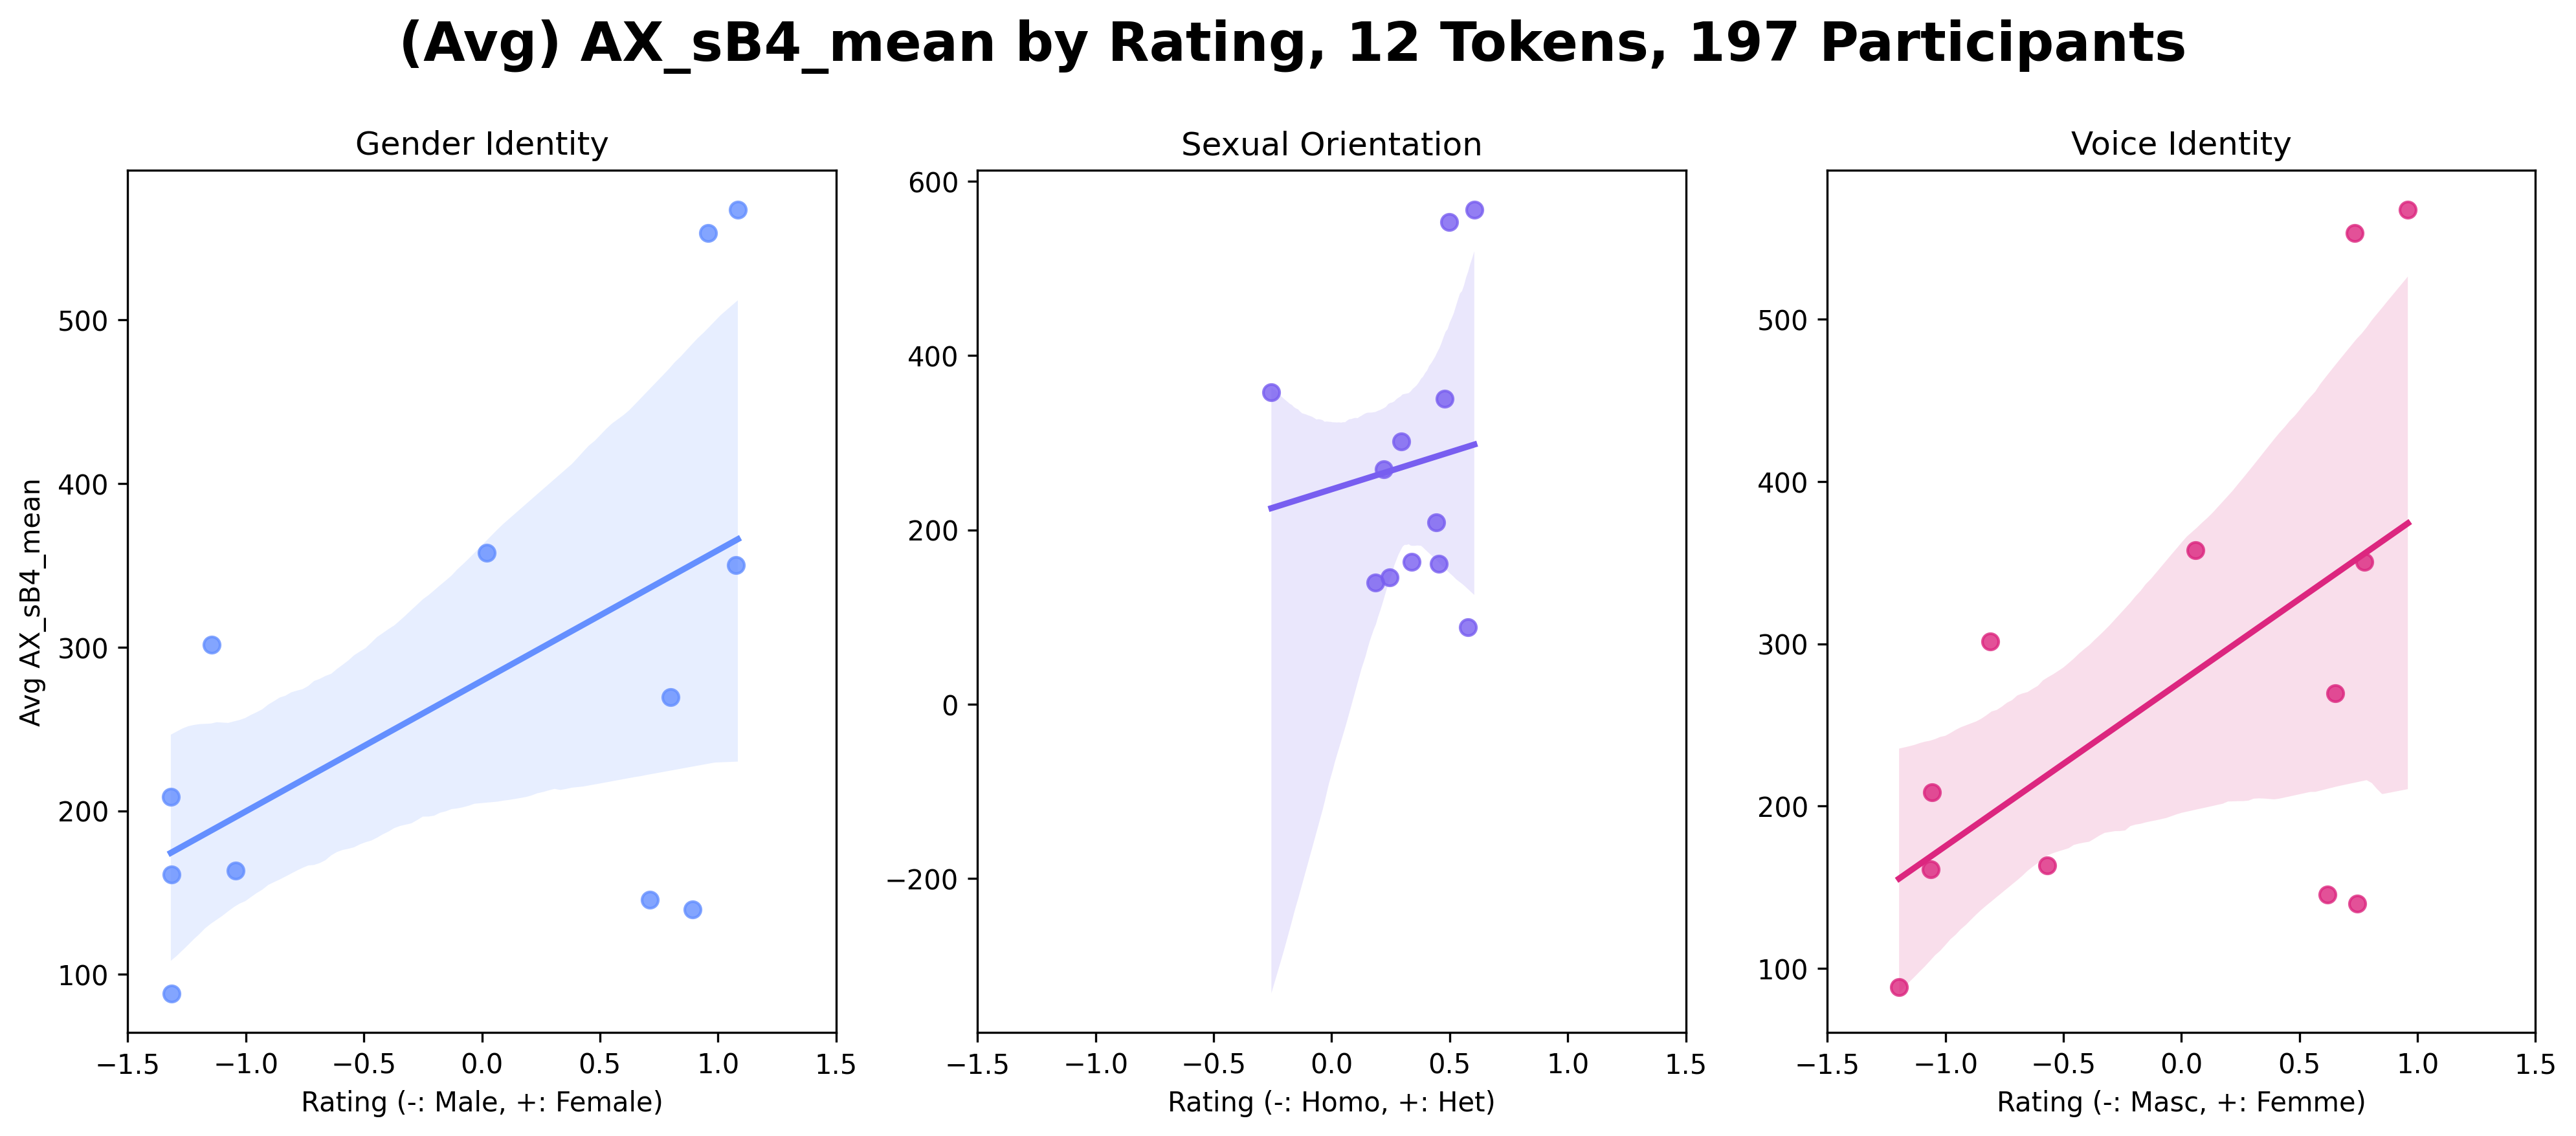 (Avg) AX_sB4_mean by Rating, 12 Tokens, 197 Participants
Gender Identity
Avg AX_sB4_mean
500
400
300
200
100
−1.5 −1.0 −0.5 0.0 0.5 1.0 1.5
Rating (-: Male, +: Female)
Sexual Orientation
600
400
200
0
−200
−1.5 −1.0 −0.5 0.0 0.5 1.0 1.5
Rating (-: Homo, +: Het)
Voice Identity
500
400
300
200
100
−1.5 −1.0 −0.5 0.0 0.5 1.0 1.5
Rating (-: Masc, +: Femme)